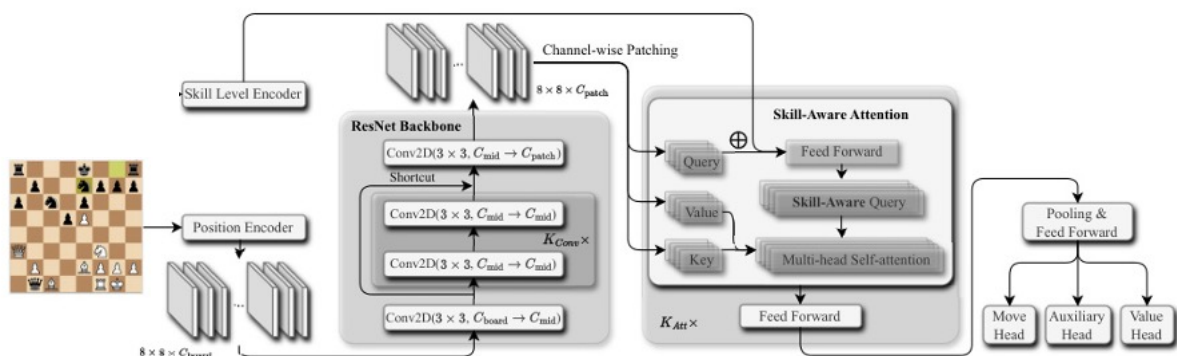 Skill Level Encoder
Position Encoder
8 × 8 × C_board
...
...
Channel-wise Patching
8 × 8 × C_patch
ResNet Backbone
Conv2D(3 × 3, C_mid → C_patch)
Shortcut
Conv2D(3 × 3, C_mid → C_mid)
K_Conv×
Conv2D(3 × 3, C_mid → C_mid)
Conv2D(3 × 3, C_board → C_mid)
Skill-Aware Attention
Query
⊕
Feed Forward
Value
Skill-Aware Query
Key
Multi-head Self-attention
K_Att×
Feed Forward
Pooling &
Feed Forward
Move
Head
Auxiliary
Head
Value
Head